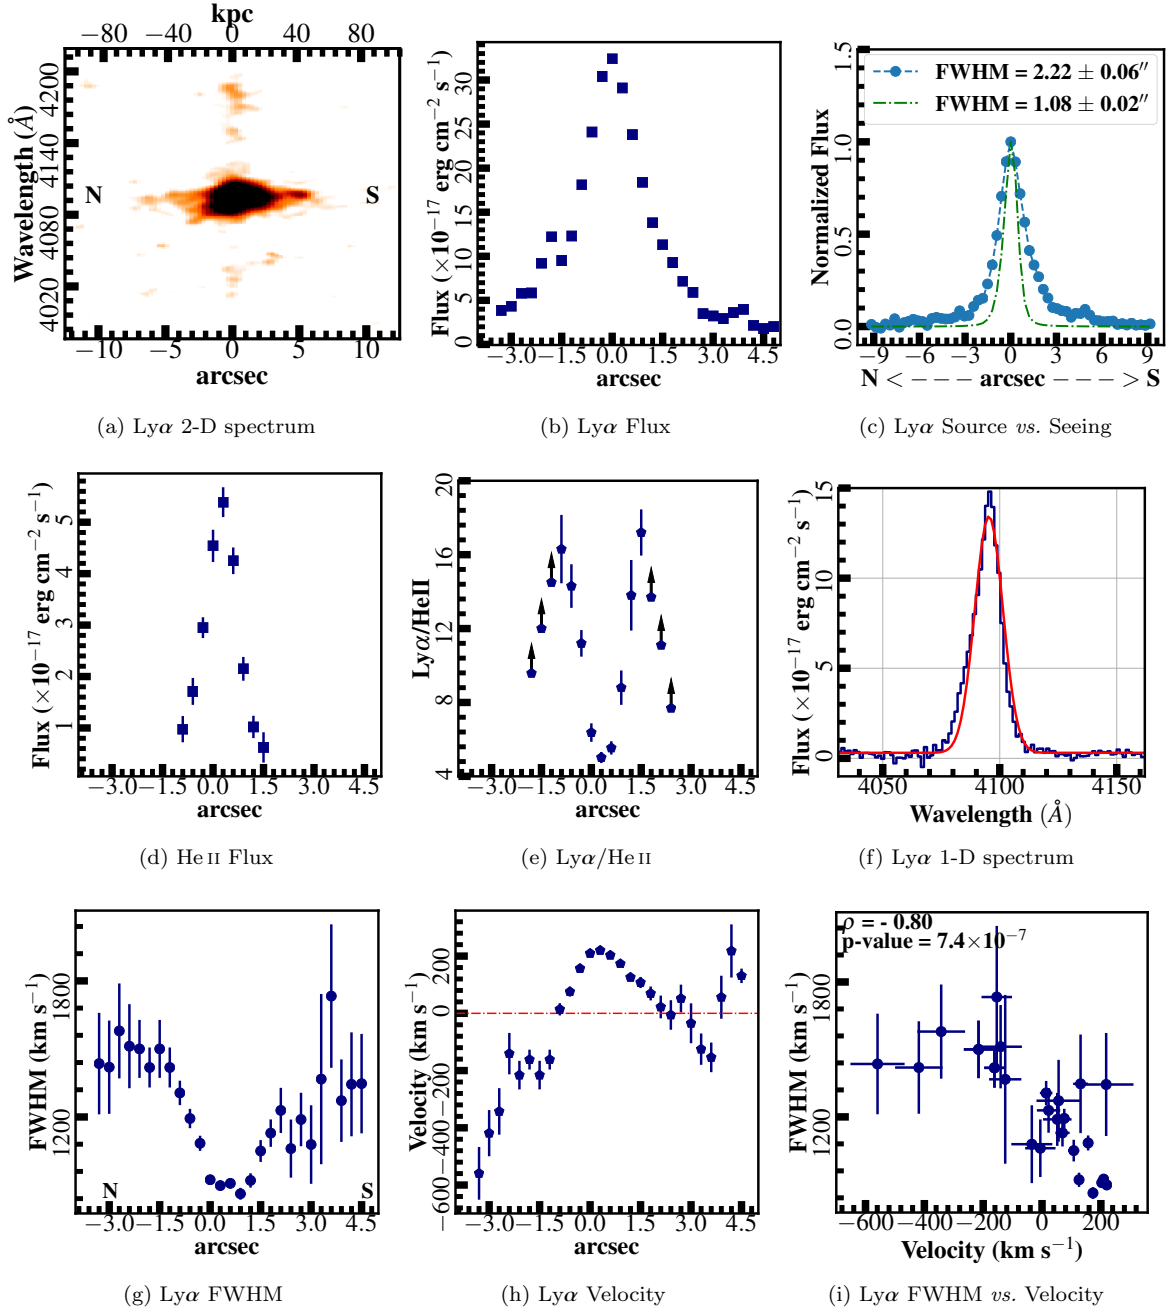 kpc
−80 −40 0 40 80
Wavelength (Å)
4200
4140
4080
4020
N S
−10 −5 0 5 10
arcsec
(a) Lyα 2-D spectrum
Flux (×10⁻¹⁷ erg cm⁻² s⁻¹)
30
25
20
15
10
5
0
−3.0 −1.5 0.0 1.5 3.0 4.5
arcsec
(b) Lyα Flux
Normalized Flux
1.5
1.0
0.5
0.0
FWHM = 2.22 ± 0.06″
FWHM = 1.08 ± 0.02″
−9 −6 −3 0 3 6 9
N < − − − arcsec − − − > S
(c) Lyα Source vs. Seeing
Flux (×10⁻¹⁷ erg cm⁻² s⁻¹)
5
4
3
2
1
−3.0 −1.5 0.0 1.5 3.0 4.5
arcsec
(d) He II Flux
Lyα/HeII
20
16
12
8
4
−3.0 −1.5 0.0 1.5 3.0 4.5
arcsec
(e) Lyα/He II
Flux (×10⁻¹⁷ erg cm⁻² s⁻¹)
15
10
5
0
4050 4100 4150
Wavelength (Å)
(f) Lyα 1-D spectrum
FWHM (km s⁻¹)
1800
1200
N S
−3.0 −1.5 0.0 1.5 3.0 4.5
arcsec
(g) Lyα FWHM
Velocity (km s⁻¹)
200
0
−200
−400
−600
−3.0 −1.5 0.0 1.5 3.0 4.5
arcsec
(h) Lyα Velocity
ρ = - 0.80
p-value = 7.4×10⁻⁷
FWHM (km s⁻¹)
1800
1200
−600 −400 −200 0 200
Velocity (km s⁻¹)
(i) Lyα FWHM vs. Velocity